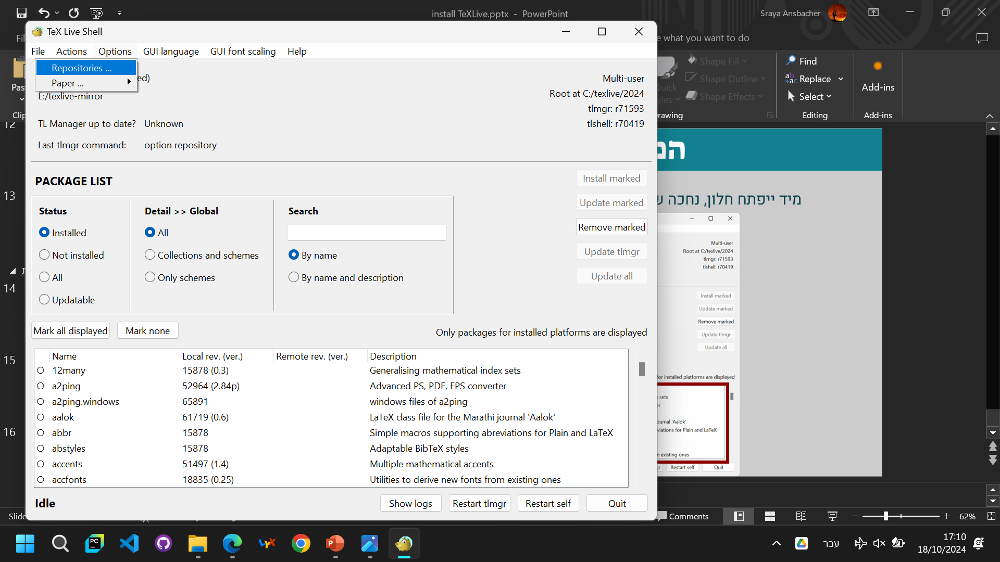 install TeXLive.pptx - PowerPoint
Sraya Ansbacher
TeX Live Shell
e what you want to do
File Actions Options GUI language GUI font scaling Help
Repositories ...
Paper ...
ed)
E:/texlive-mirror
Multi-user
Root at C:/texlive/2024
tlmgr: r71593
tlshell: r70419
TL Manager up to date? Unknown
Last tlmgr command: option repository
PACKAGE LIST
Status
Installed
Not installed
All
Updatable
Detail >> Global
All
Collections and schemes
Only schemes
Search
By name
By name and description
Install marked
Update marked
Remove marked
Update tlmgr
Update all
Mark all displayed Mark none
Only packages for installed platforms are displayed
Name Local rev. (ver.) Remote rev. (ver.) Description
12many 15878 (0.3) Generalising mathematical index sets
a2ping 52964 (2.84p) Advanced PS, PDF, EPS converter
a2ping.windows 65891 windows files of a2ping
aalok 61719 (0.6) LaTeX class file for the Marathi journal 'Aalok'
abbr 15878 Simple macros supporting abreviations for Plain and LaTeX
abstyles 15878 Adaptable BibTeX styles
accents 51497 (1.4) Multiple mathematical accents
accfonts 18835 (0.25) Utilities to derive new fonts from existing ones
Idle
Show logs Restart tlmgr Restart self Quit
Fil
Past
Clip
12
13
14
15
16
Quick
yles
Shape Fill
Shape Outline
Shape Effects
rawing
Find
Replace
Select
Editing
Add-ins
Add-ins
המ
מיד ייפתח חלון, נחכה ש
Multi-user
Root at C:/texlive/2024
tlmgr: r71593
tlshell: r70419
Install marked
Update marked
Remove marked
Update tlmgr
Update all
for installed platforms are displayed
x sets
er
ournal 'Aalok'
viations for Plain and LaTeX
n existing ones
gr Restart self Quit
Slide
Comments
62%
PC
LyX
P
עבר
17:10
18/10/2024